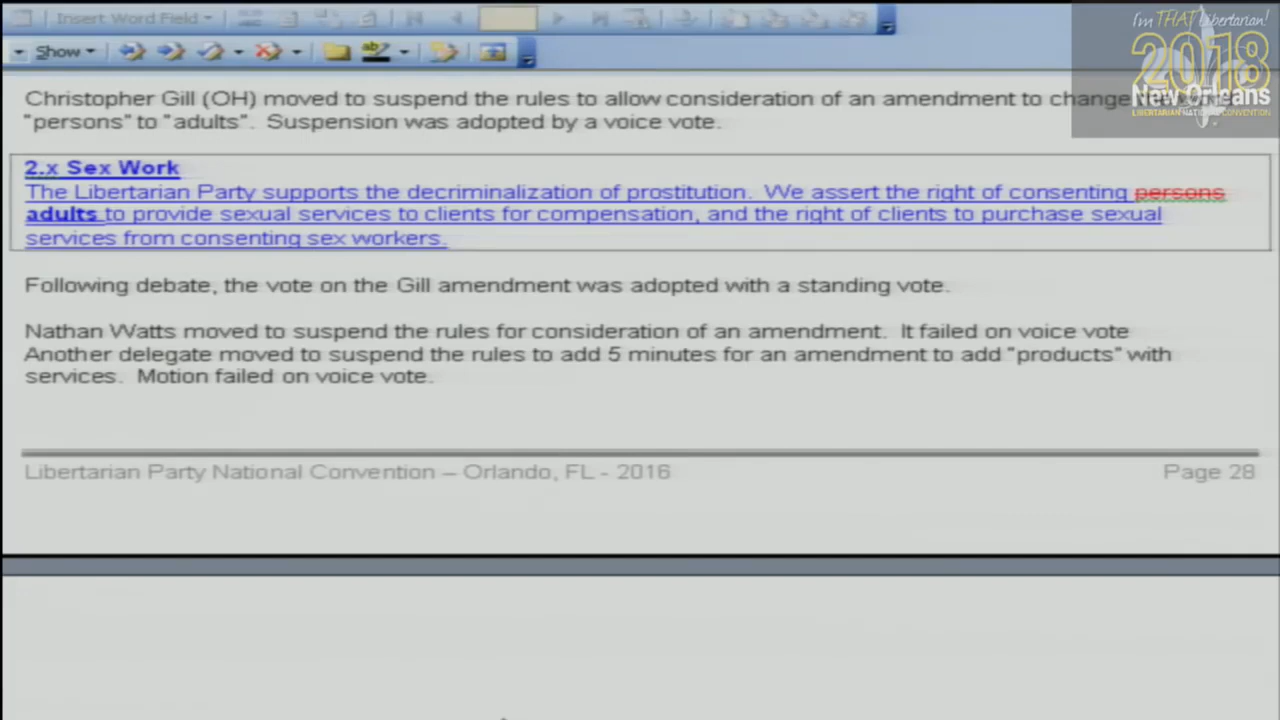 Insert Word Field
I'm THAT Libertarian!
2018
New Orleans
LIBERTARIAN NATIONAL CONVENTION
Show
Christopher Gill (OH) moved to suspend the rules to allow consideration of an amendment to change
"persons" to "adults". Suspension was adopted by a voice vote.
2.x Sex Work
The Libertarian Party supports the decriminalization of prostitution. We assert the right of consenting persons
adults to provide sexual services to clients for compensation, and the right of clients to purchase sexual
services from consenting sex workers.
Following debate, the vote on the Gill amendment was adopted with a standing vote.
Nathan Watts moved to suspend the rules for consideration of an amendment. It failed on voice vote
Another delegate moved to suspend the rules to add 5 minutes for an amendment to add "products" with
services. Motion failed on voice vote.
Libertarian Party National Convention – Orlando, FL - 2016 Page 28